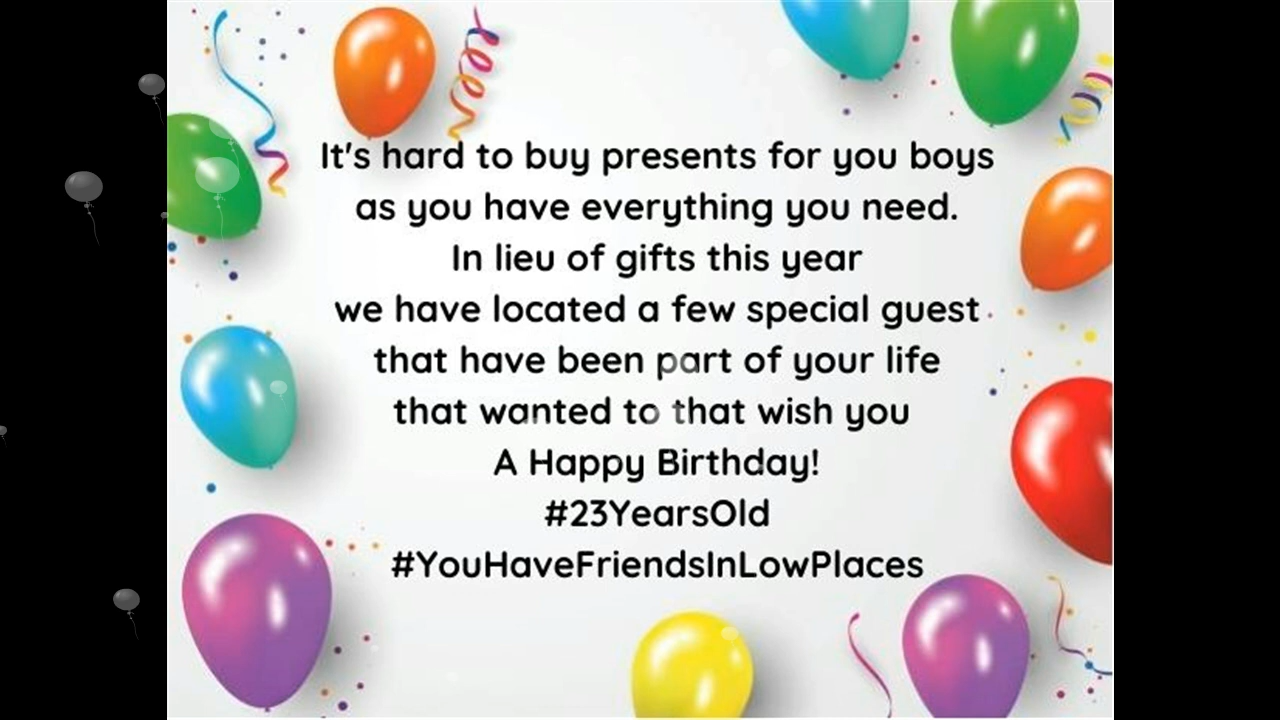 It's hard to buy presents for you boys
as you have everything you need.
In lieu of gifts this year
we have located a few special guest
that have been part of your life
that wanted to that wish you
A Happy Birthday!
#23YearsOld
#YouHaveFriendsInLowPlaces